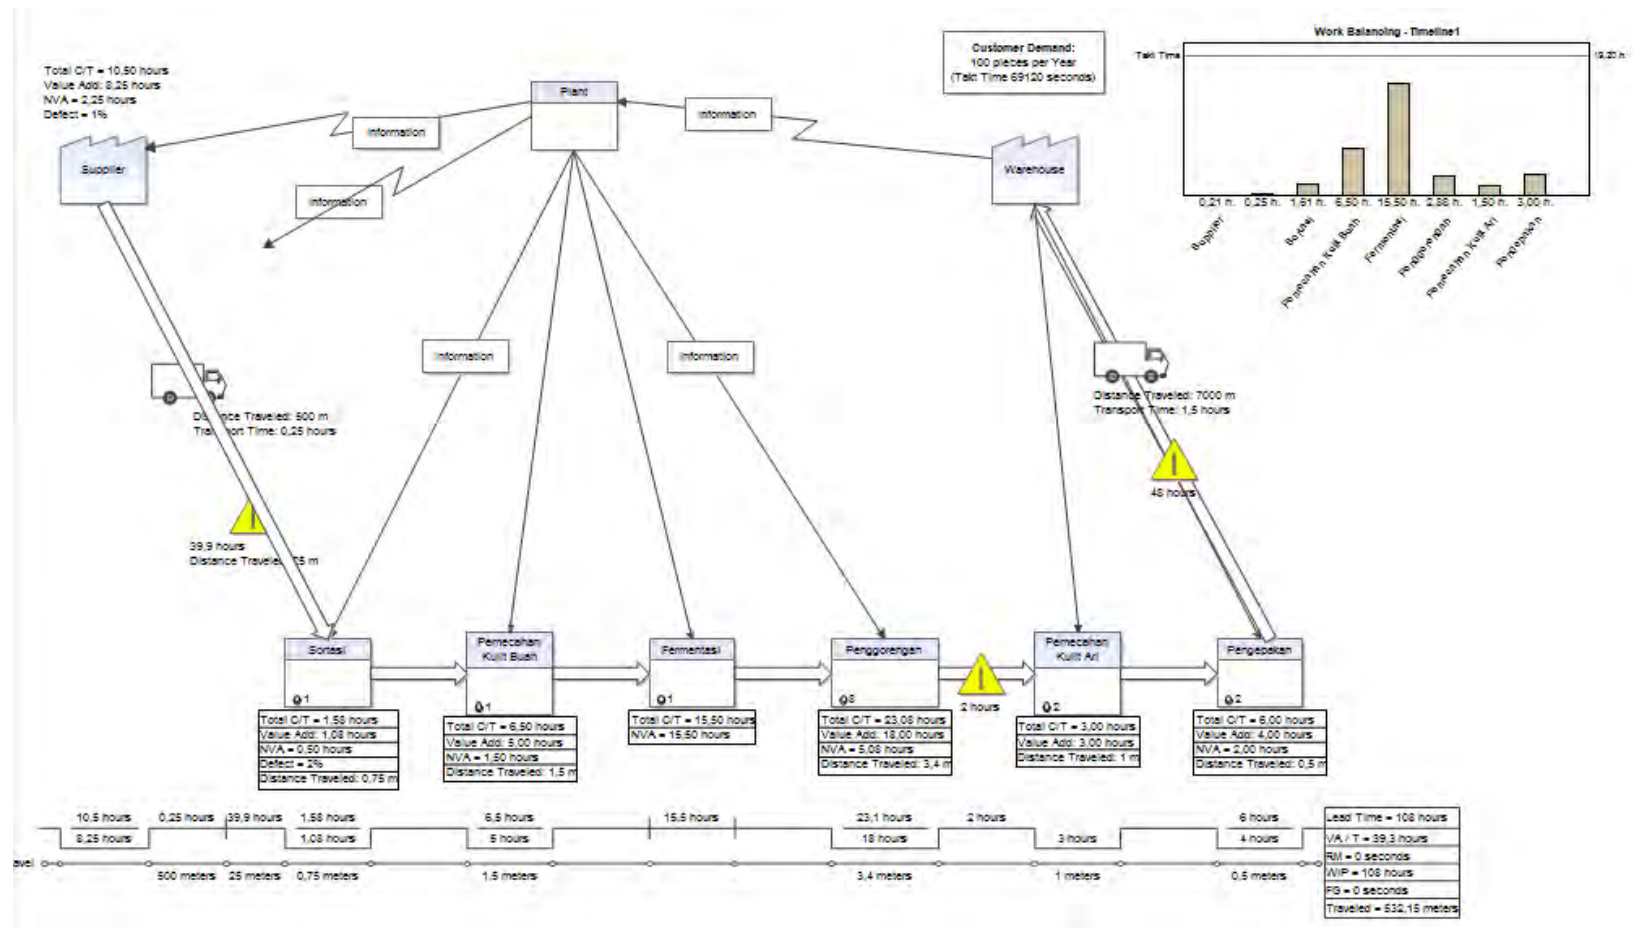 Total C/T = 10,50 hours
Value Add: 8,25 hours
NVA = 2,25 hours
Defect = 1%
Supplier
Information
Information
Plant
Information
Customer Demand:
100 pieces per Year
(Takt Time 69120 seconds)
Warehouse
Work Balancing - Timeline1
Takt Time
19,20 h
0,21 h. 0,25 h. 1,61 h. 6,50 h. 15,50 h. 2,88 h. 1,50 h. 3,00 h.
Supplier
Sortasi
Pemecahan Kulit Buah
Fermentasi
Penggorengan
Pemecahan Kulit Ari
Pengepakan
Information
Information
Distance Traveled: 500 m
Transport Time: 0,25 hours
Distance Traveled: 7000 m
Transport Time: 1,5 hours
48 hours
39,9 hours
Distance Traveled: 25 m
Sortasi
1
Total C/T = 1,58 hours
Value Add: 1,08 hours
NVA = 0,50 hours
Defect = 2%
Distance Traveled: 0,75 m
Pemecahan
Kulit Buah
1
Total C/T = 6,50 hours
Value Add: 5,00 hours
NVA = 1,50 hours
Distance Traveled: 1,5 m
Fermentasi
1
Total C/T = 15,50 hours
NVA = 15,50 hours
Penggorengan
8
Total C/T = 23,08 hours
Value Add: 18,00 hours
NVA = 5,08 hours
Distance Traveled: 3,4 m
2 hours
Pemecahan
Kulit Ari
2
Total C/T = 3,00 hours
Value Add: 3,00 hours
Distance Traveled: 1 m
Pengepakan
2
Total C/T = 6,00 hours
Value Add: 4,00 hours
NVA = 2,00 hours
Distance Traveled: 0,5 m
10,5 hours 0,25 hours 39,9 hours 1,58 hours 6,5 hours 15,5 hours 23,1 hours 2 hours 6 hours
8,25 hours 1,08 hours 5 hours 18 hours 3 hours 4 hours
avel
500 meters 25 meters 0,75 meters 1,5 meters 3,4 meters 1 meters 0,5 meters
Lead Time = 108 hours
VA / T = 39,3 hours
RM = 0 seconds
WIP = 108 hours
FG = 0 seconds
Traveled = 532,15 meters